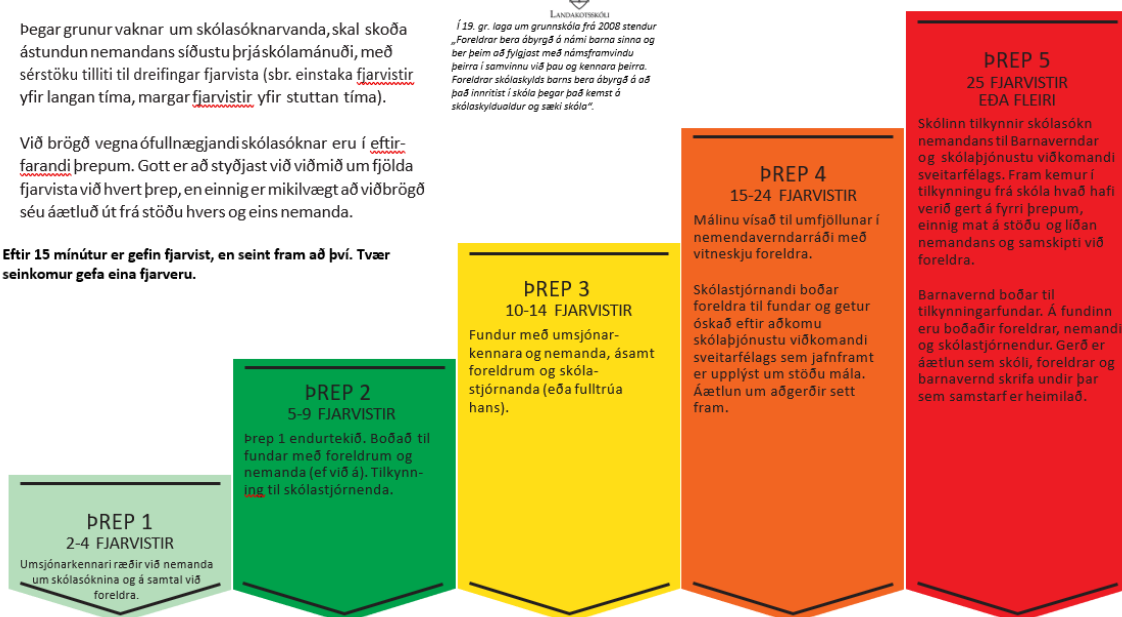 Þegar grunur vaknar um skólasóknarvanda, skal skoða
ástundun nemandans síðustu þrjá skólamánuði, með
sérstöku tilliti til dreifingar fjarvista (sbr. einstaka fjarvistir
yfir langan tíma, margar fjarvistir yfir stuttan tíma).
Við brögð vegna ófullnægjandi skólasóknar eru í eftir-
farandi þrepum. Gott er að styðjast við viðmið um fjölda
fjarvista við hvert þrep, en einnig er mikilvægt að viðbrögð
séu áætluð út frá stöðu hvers og eins nemanda.
Eftir 15 mínútur er gefin fjarvist, en seint fram að því. Tvær
seinkomur gefa eina fjarveru.
LANDAKOTSSKÓLI
Í 19. gr. laga um grunnskóla frá 2008 stendur
„Foreldrar bera ábyrgð á námi barna sinna og
ber þeim að fylgjast með námsframvindu
þeirra í samvinnu við þau og kennara þeirra.
Foreldrar skólaskylds barns bera ábyrgð á að
það innritist í skóla þegar það kemst á
skólaskyldualdur og sæki skóla“.
ÞREP 1
2-4 FJARVISTIR
Umsjónarkennari ræðir við nemanda
um skólasóknina og á samtal við
foreldra.
ÞREP 2
5-9 FJARVISTIR
Þrep 1 endurtekið. Boðað til
fundar með foreldrum og
nemanda (ef við á). Tilkynn-
ing til skólastjórnenda.
ÞREP 3
10-14 FJARVISTIR
Fundur með umsjónar-
kennara og nemanda, ásamt
foreldrum og skóla-
stjórnanda (eða fulltrúa
hans).
ÞREP 4
15-24 FJARVISTIR
Málinu vísað til umfjöllunar í
nemendaverndarráði með
vitneskju foreldra.
Skólastjórnandi boðar
foreldra til fundar og getur
óskað eftir aðkomu
skólaþjónustu viðkomandi
sveitarfélags sem jafnframt
er upplýst um stöðu mála.
Áætlun um aðgerðir sett
fram.
ÞREP 5
25 FJARVISTIR
EÐA FLEIRI
Skólinn tilkynnir skólasókn
nemandans til Barnaverndar
og skólaþjónustu viðkomandi
sveitarfélags. Fram kemur í
tilkynningu frá skóla hvað hafi
verið gert á fyrri þrepum,
einnig mat á stöðu og líðan
nemandans og samskipti við
foreldra.
Barnavernd boðar til
tilkynningarfundar. Á fundinn
eru boðaðir foreldrar, nemandi
og skólastjórnendur. Gerð er
áætlun sem skóli, foreldrar og
barnavernd skrifa undir þar
sem samstarf er heimilað.